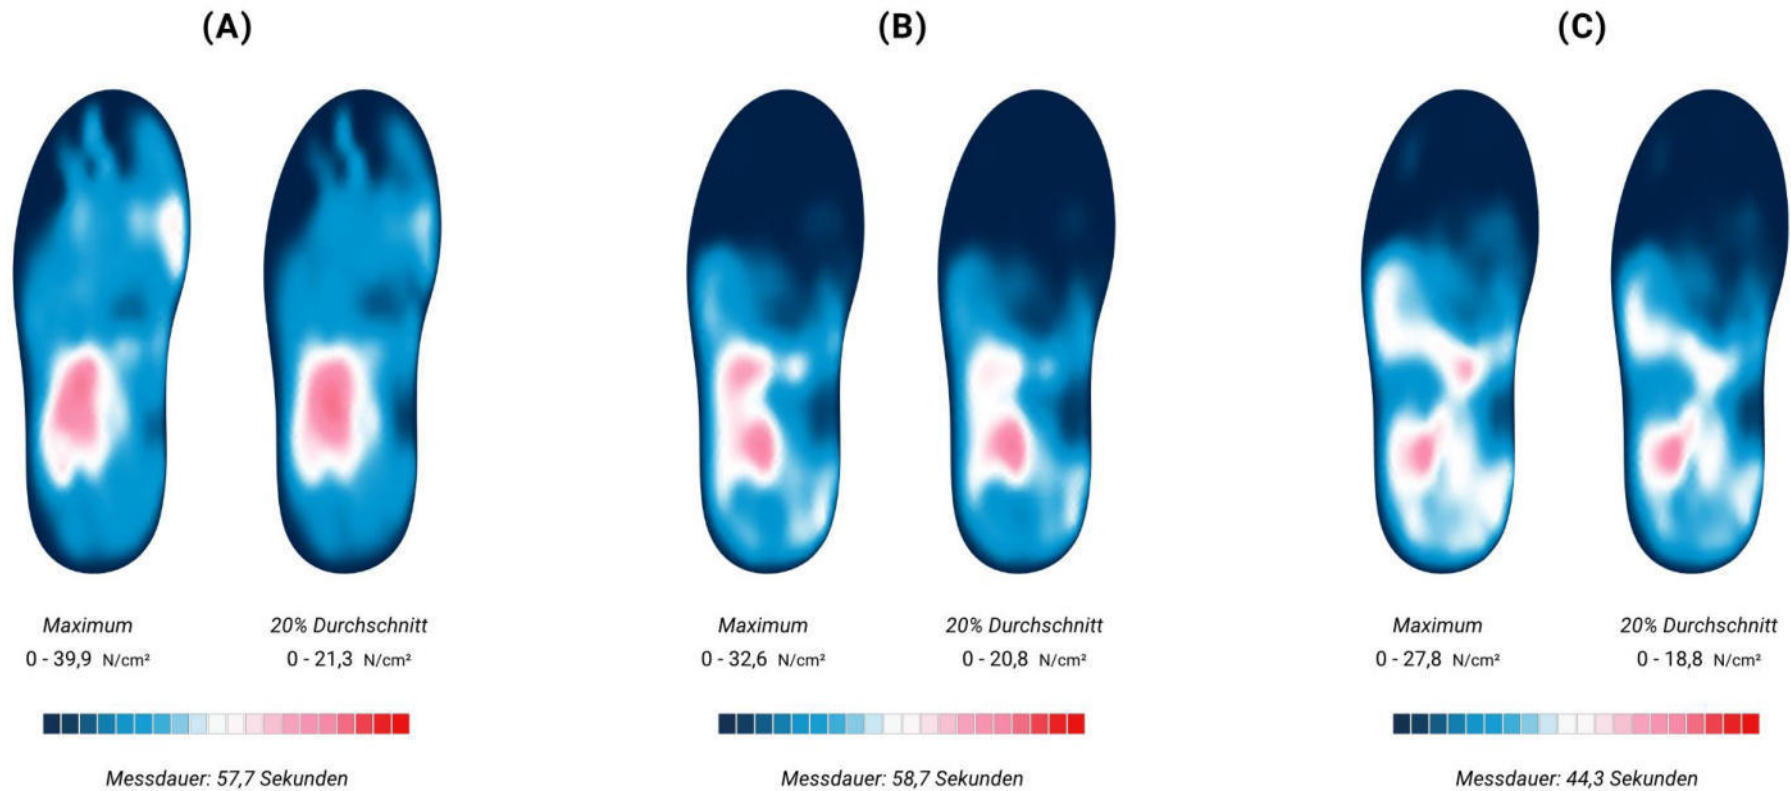 (A)
(B)
(C)
Maximum
20% Durchschnitt
0 - 39,9 N/cm²
0 - 21,3 N/cm²
Maximum
20% Durchschnitt
0 - 32,6 N/cm²
0 - 20,8 N/cm²
Maximum
20% Durchschnitt
0 - 27,8 N/cm²
0 - 18,8 N/cm²
Messdauer: 57,7 Sekunden
Messdauer: 58,7 Sekunden
Messdauer: 44,3 Sekunden